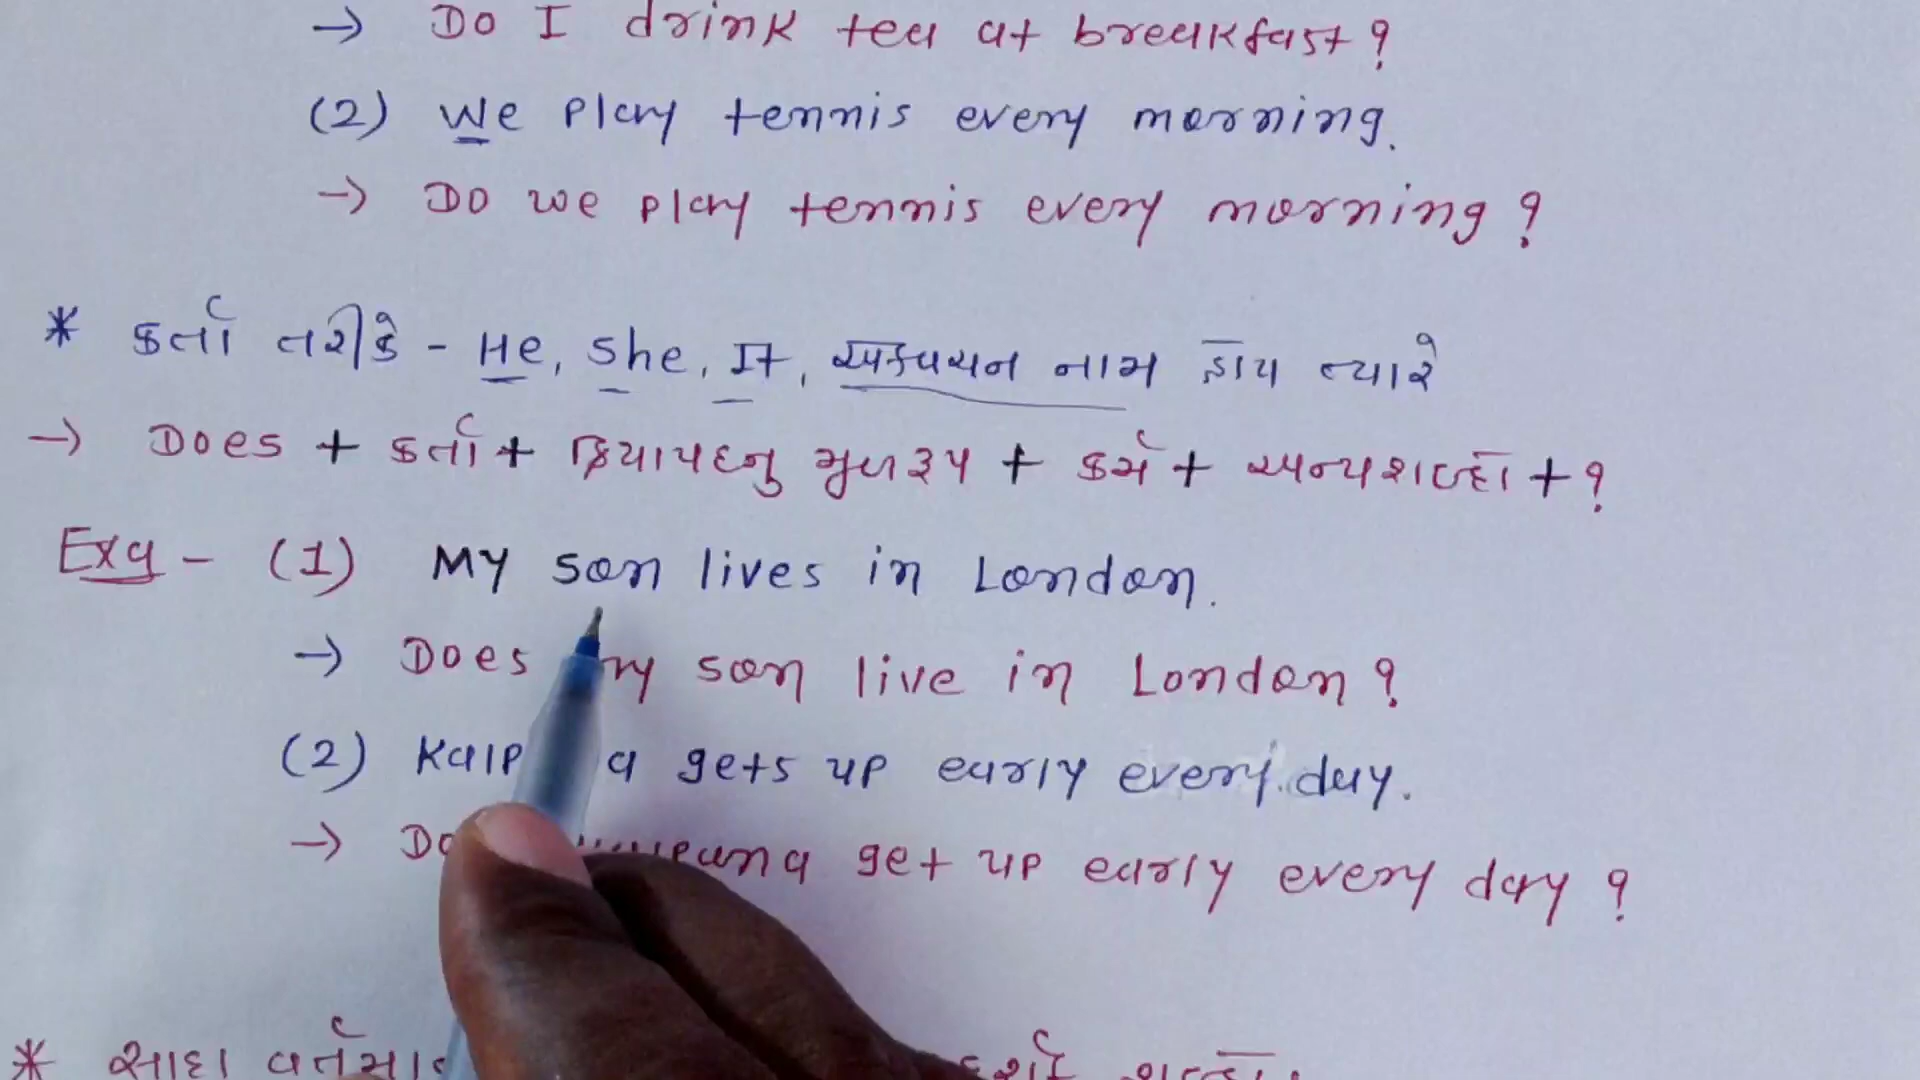 → Do I drink tea at breakfast?
(2) We play tennis every morning.
→ Do we play tennis every morning?
* કર્તા તરીકે - He, She, It, એકવચન નામ હોય ત્યારે
→ Does + કર્તા + ક્રિયાપદનુ મુળરૂપ + કર્મ + અન્યશબ્દો + ?
Exa - (1) My son lives in London.
→ Does my son live in London?
(2) gets up early every day.
→ get up early every day?
* સાદા